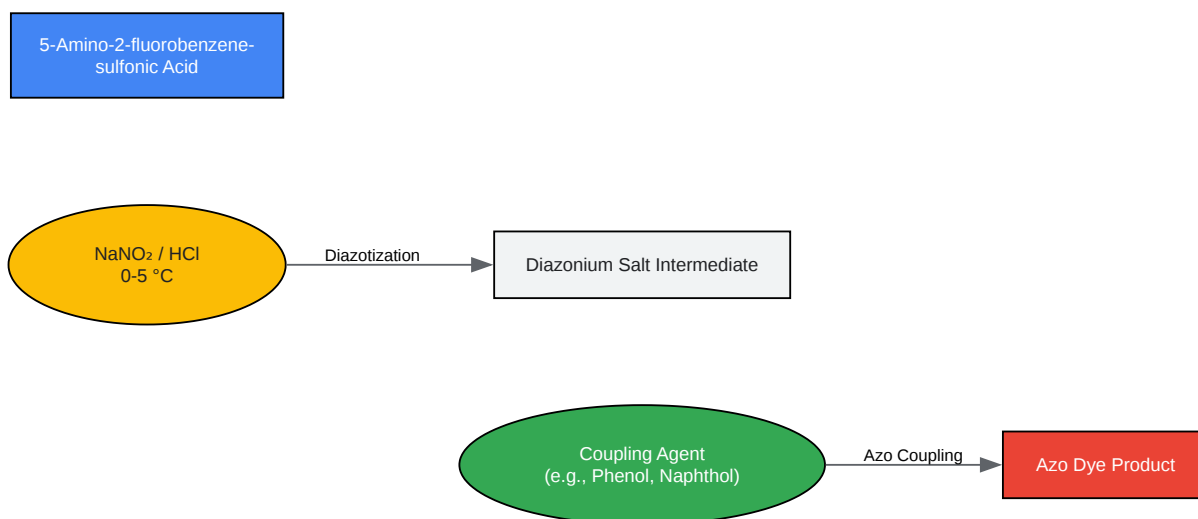 5-Amino-2-fluorobenzene-
sulfonic Acid
NaNO₂ / HCl
0-5 °C
Diazotization
Diazonium Salt Intermediate
Coupling Agent
(e.g., Phenol, Naphthol)
Azo Coupling
Azo Dye Product